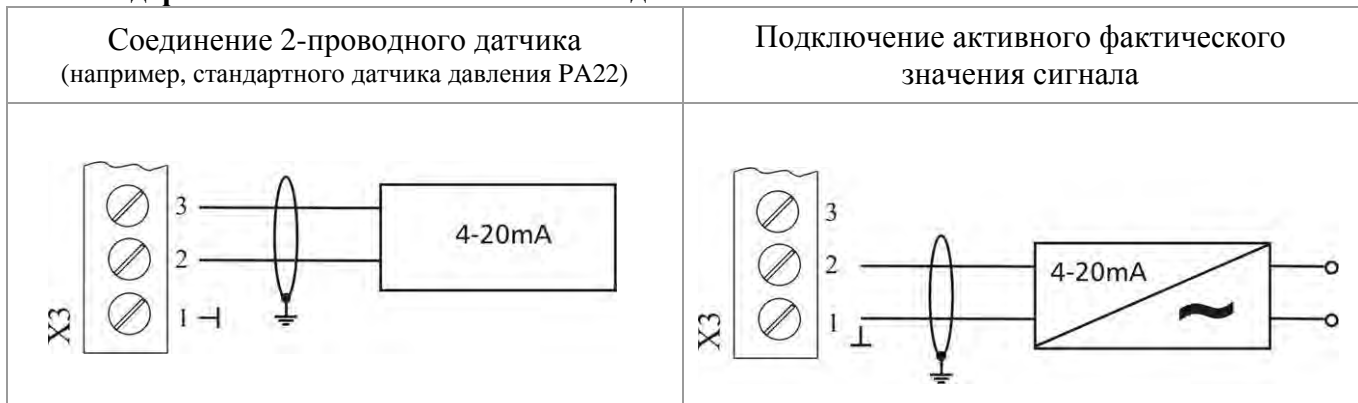 Соединение 2-проводного датчика
(например, стандартного датчика давления PA22)
Подключение активного фактического
значения сигнала
3
2
1
X3
4-20mA
3
2
1
X3
4-20mA